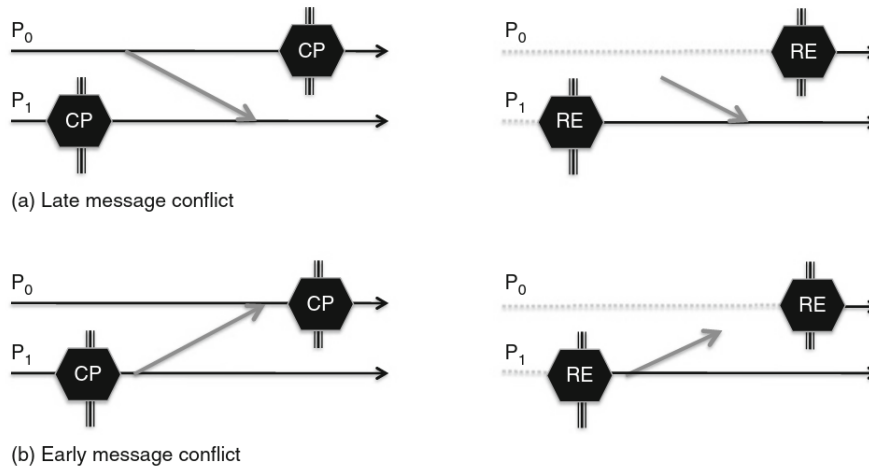 P0
CP
P1
CP
P0
RE
P1
RE
(a) Late message conflict
P0
CP
P1
CP
P0
RE
P1
RE
(b) Early message conflict